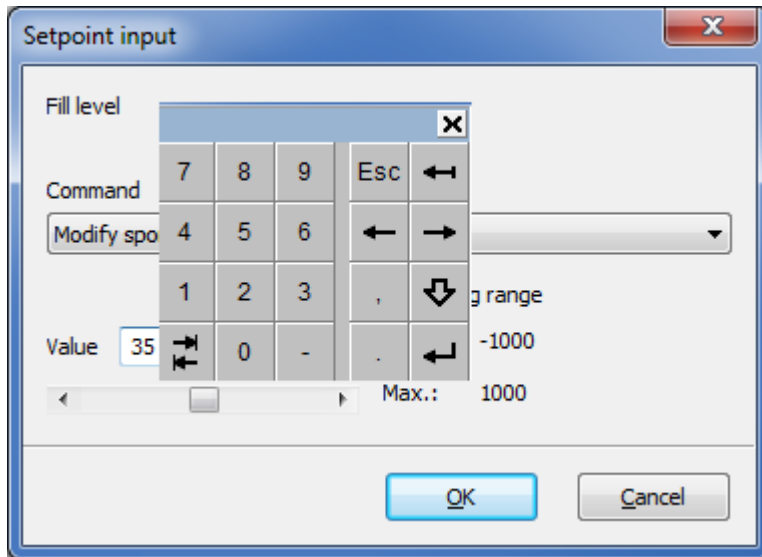 Setpoint input
Fill level
7 8 9 Esc
Command
Modify spo
4 5 6
1 2 3 ,
g range
Value 35
0 - .
-1000
Max.: 1000
OK Cancel